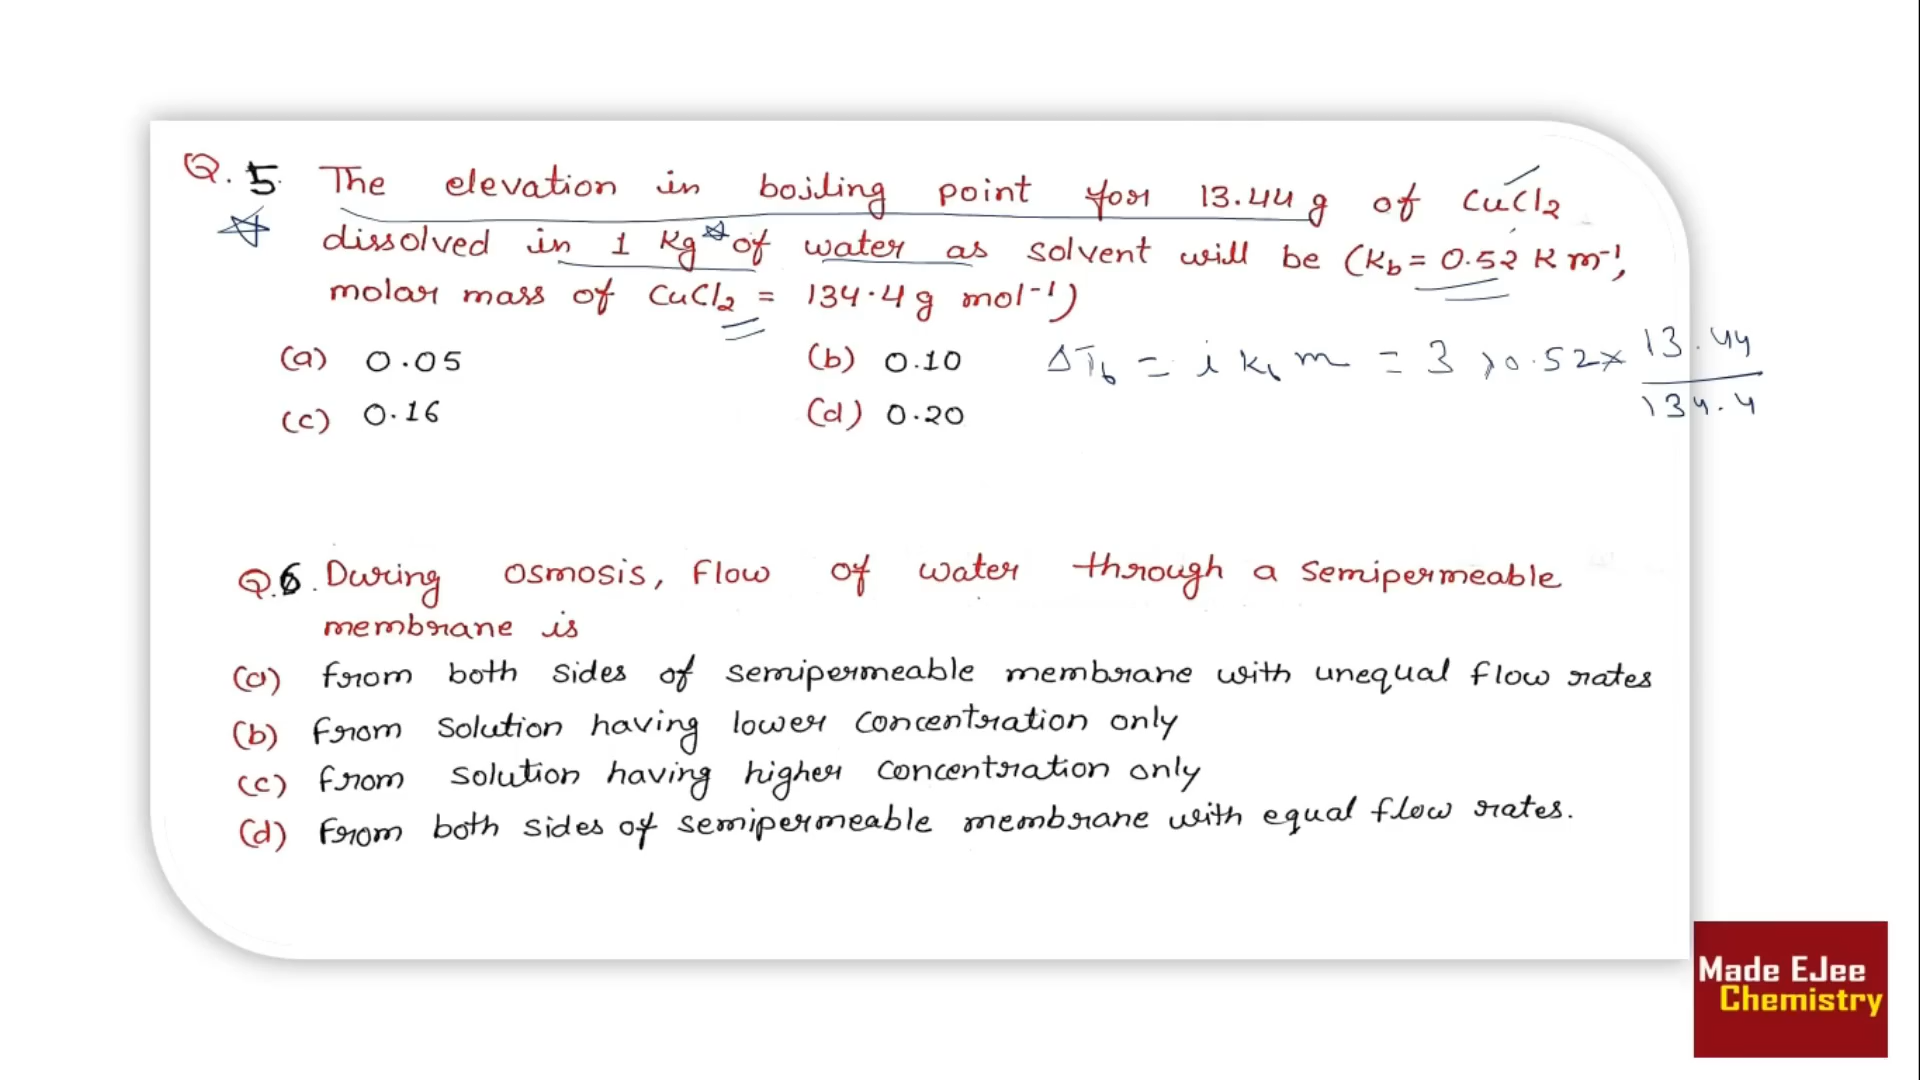 Q.5. The elevation in boiling point for 13.44 g of CuCl2
dissolved in 1 Kg of water as solvent will be (Kb = 0.52 K m⁻¹,
molar mass of CuCl2 = 134.4 g mol⁻¹)
(a) 0.05 (b) 0.10
(c) 0.16 (d) 0.20
ΔTb = i kb m = 3 × 0.52 × 13.44
134.4
Q.6. During osmosis, Flow of water through a semipermeable
membrane is
(a) from both sides of semipermeable membrane with unequal flow rates
(b) from solution having lower concentration only
(c) from solution having higher concentration only
(d) from both sides of semipermeable membrane with equal flow rates.
Made EJee
Chemistry